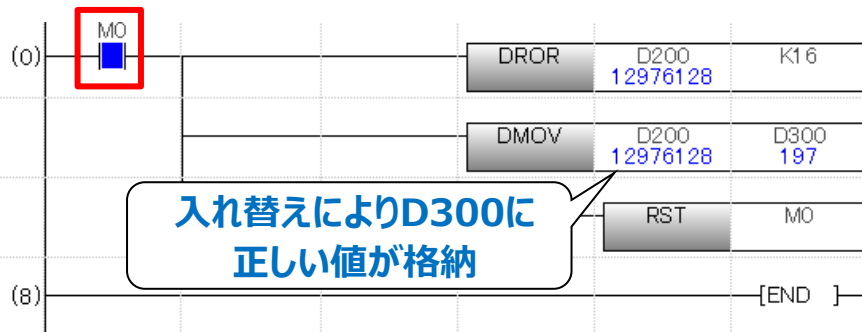 M0
(0) DROR D200 K16
12976128
DMOV D200 D300
12976128 197
入れ替えによりD300に
正しい値が格納
RST M0
(8) [END ]